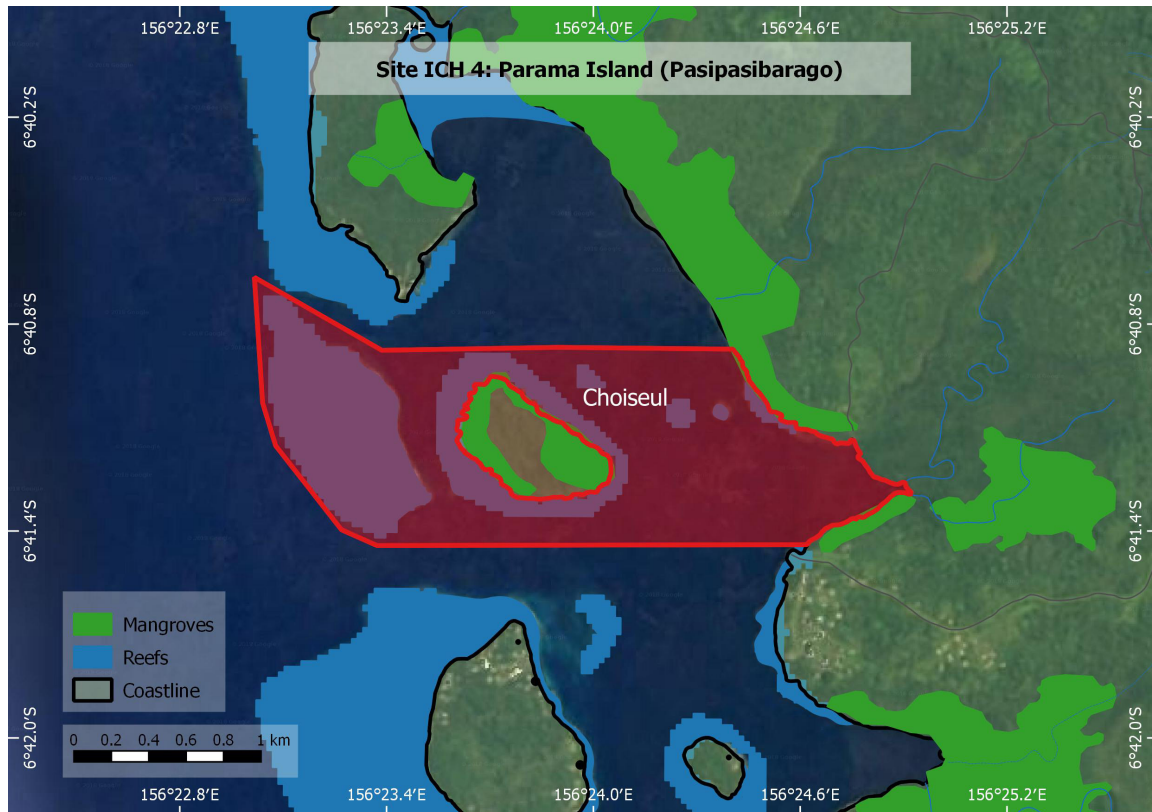 156°22.8′E 156°23.4′E 156°24.0′E 156°24.6′E 156°25.2′E
Site ICH 4: Parama Island (Pasipasibarago)
6°40.2′S 6°40.2′S
6°40.8′S 6°40.8′S
Choiseul
6°41.4′S 6°41.4′S
Mangroves
Reefs
Coastline
6°42.0′S 6°42.0′S
0 0.2 0.4 0.6 0.8 1 km
156°22.8′E 156°23.4′E 156°24.0′E 156°24.6′E 156°25.2′E